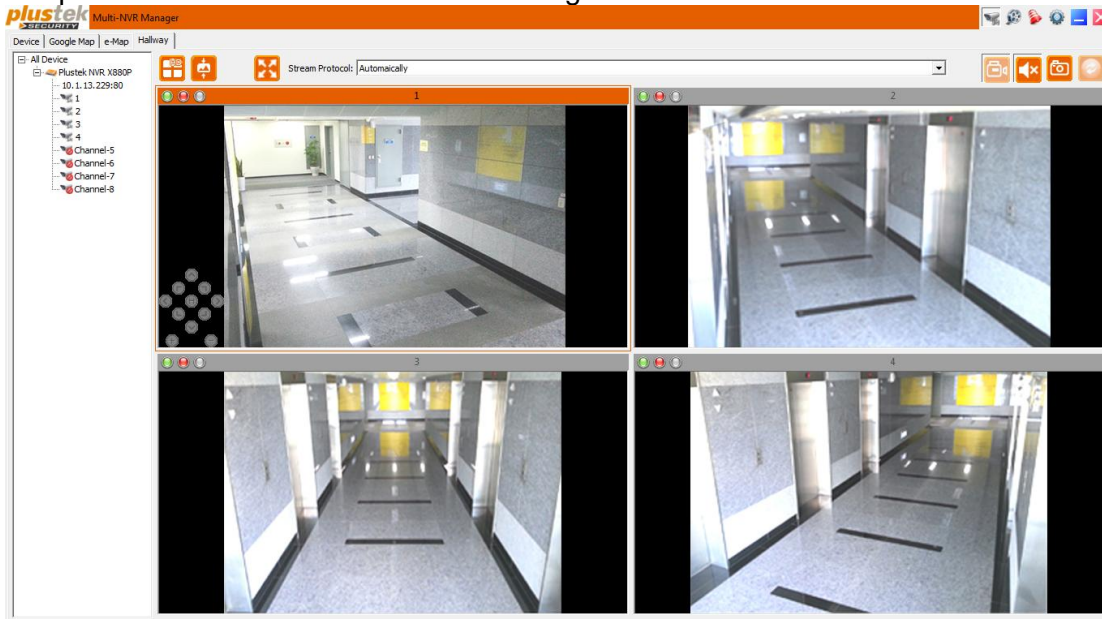 plustek
SECURITY
Multi-NVR Manager
Device
Google Map
e-Map
Hallway
All Device
Plustek NVR X880P
10.1.13.229:80
1
2
3
4
Channel-5
Channel-6
Channel-7
Channel-8
Stream Protocol:
Automaically
1
2
3
4